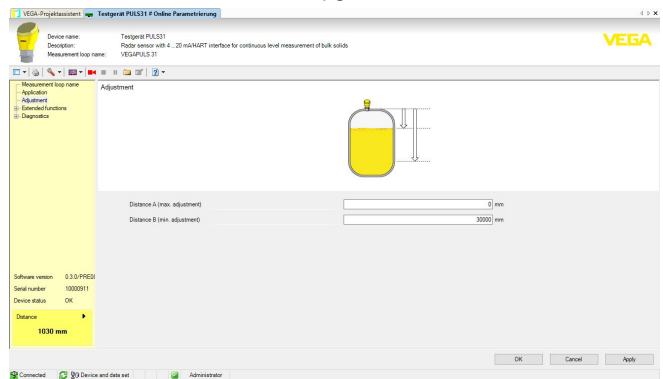 VEGA-Projektassistent
Testgerät PULS31 # Online Parametrierung
Device name: Testgerät PULS31
Description: Radar sensor with 4 ... 20 mA/HART interface for continuous level measurement of bulk solids
Measurement loop name: VEGAPULS 31
VEGA
Measurement loop name
Application
Adjustment
Extended functions
Diagnostics
Adjustment
Distance A (max. adjustment) 0 mm
Distance B (min. adjustment) 30000 mm
Software version 0.3.0/PRE0
Serial number 10000911
Device status OK
Distance
1030 mm
OK Cancel Apply
Connected Device and data set Administrator